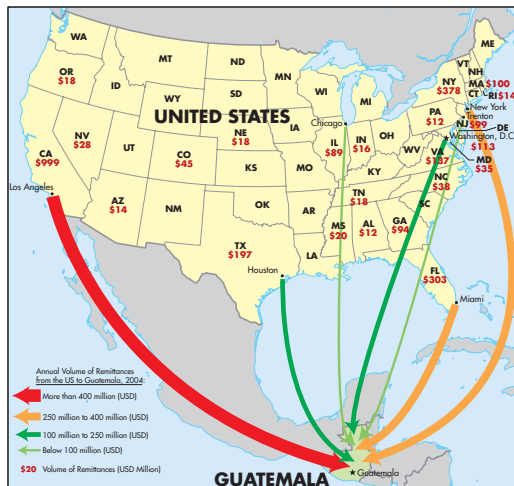 WA
ME
MT
ND
VT
NH
OR
$18
MN
ID
SD
WI
MI
NY
$378
MA
$100
CT
RI
$14
WY
UNITED STATES
Chicago
PA
$12
New York
Trenton
NJ
$99
DE
Washington, D.C.
$113
NV
$28
NE
$18
IA
IL
$89
IN
$16
OH
UT
CO
$45
WV
VA
$137
MD
$35
CA
$999
KS
MO
KY
NC
$38
Los Angeles
TN
$18
OK
AR
SC
AZ
$14
NM
MS
$20
AL
$12
GA
$94
TX
$197
LA
Houston
FL
$303
Miami
Annual Volume of Remittances
from the US to Guatemala, 2004:
More than 400 million (USD)
250 million to 400 million (USD)
100 million to 250 million (USD)
Below 100 million (USD)
$20 Volume of Remittances (USD Million)
Guatemala
GUATEMALA